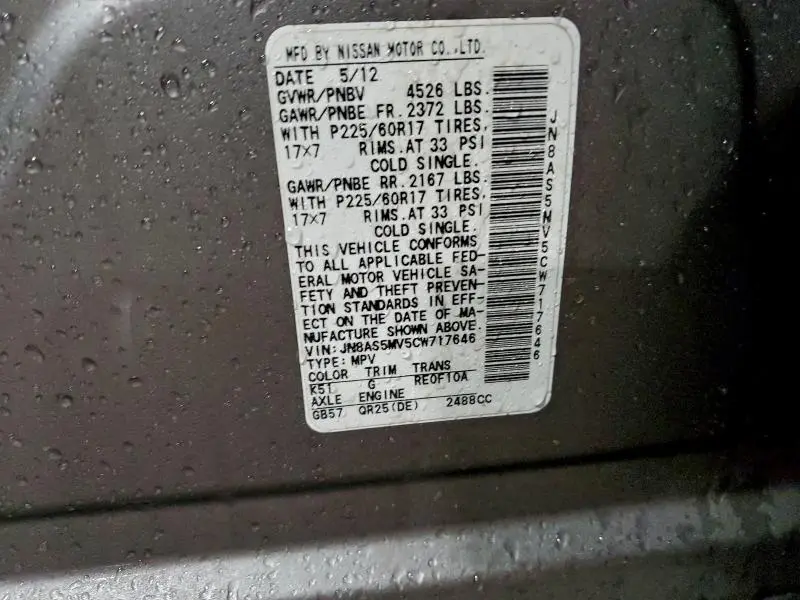 MFD BY NISSAN MOTOR CO.,LTD.
DATE 5/12
GVWR/PNBV 4526 LBS.
GAWR/PNBE FR. 2372 LBS.
WITH P225/60R17 TIRES,
17×7 RIMS.AT 33 PSI
COLD SINGLE.
GAWR/PNBE RR. 2167 LBS.
WITH P225/60R17 TIRES,
17×7 RIMS.AT 33 PSI
COLD SINGLE.
THIS VEHICLE CONFORMS
TO ALL APPLICABLE FED-
ERAL MOTOR VEHICLE SA-
FETY AND THEFT PREVEN-
TION STANDARDS IN EFF-
ECT ON THE DATE OF MA-
NUFACTURE SHOWN ABOVE.
VIN: JN8AS5MV5CW717646
TYPE: MPV
COLOR TRIM TRANS
K51 G RE0F10A
AXLE ENGINE
GB57 QR25(DE) 2488CC
JN8AS5MV5CW717646